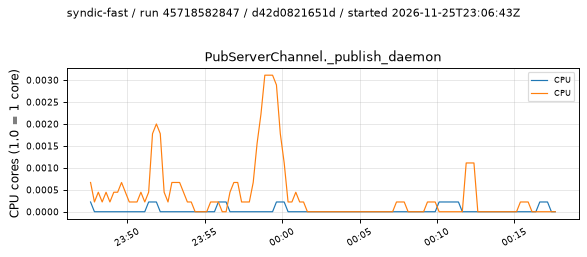 syndic-fast / run 45718582847 / d42d0821651d / started 2026-11-25T23:06:43Z
PubServerChannel._publish_daemon
CPU cores (1.0 = 1 core)
0.0030
0.0025
0.0020
0.0015
0.0010
0.0005
0.0000
CPU
CPU
23:50
23:55
00:00
00:05
00:10
00:15